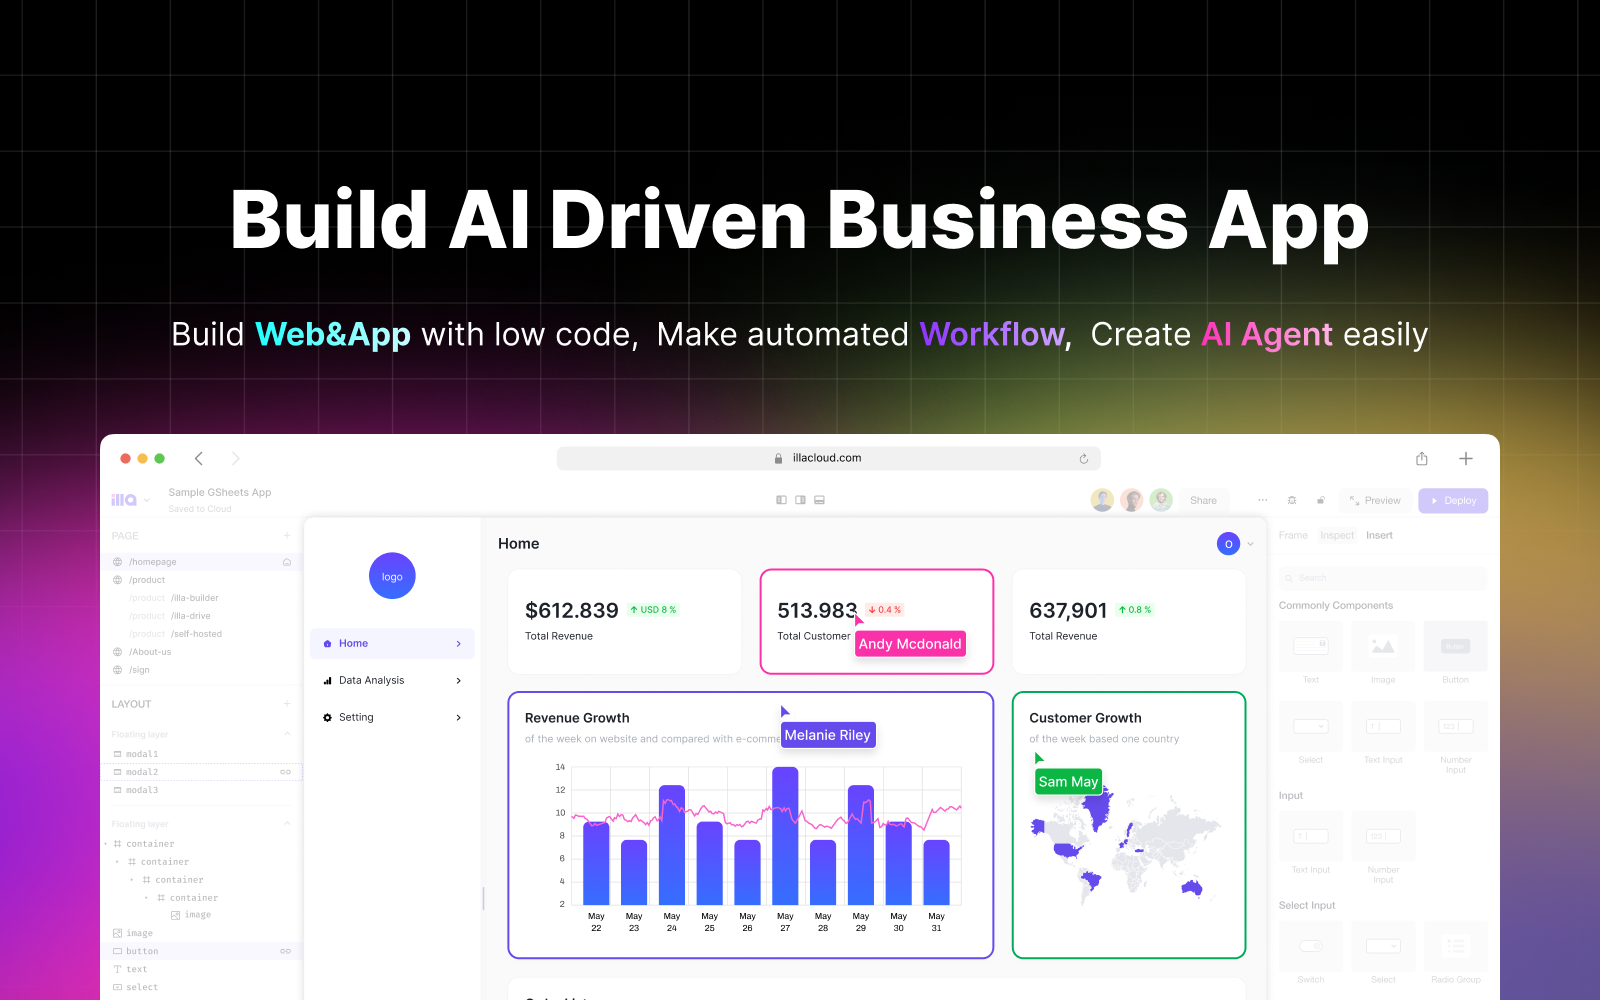 Build AI Driven Business App
Build Web&App with low code, Make automated Workflow, Create AI Agent easily
illacloud.com
illa
Sample GSheets App
Saved to Cloud
Share
Preview
Deploy
PAGE
/homepage
/product
/product /illa-builder
/product /illa-drive
/product /self-hosted
/About-us
/sign
LAYOUT
Floating layer
modal1
modal2
modal3
Floating layer
container
container
container
container
image
image
button
text
select
logo
Home
Data Analysis
Setting
Home
O
$612.839
USD 8 %
Total Revenue
513.983
0.4 %
Total Customer
Andy Mcdonald
637,901
0.8 %
Total Revenue
Revenue Growth
of the week on website and compared with e-comme
Melanie Riley
14
12
10
8
6
4
2
May 22
May 23
May 24
May 25
May 26
May 27
May 28
May 29
May 30
May 31
Customer Growth
of the week based one country
Sam May
Frame
Inspect
Insert
Search
Commonly Components
Text
Image
Button
Button
Select
Text Input
Number Input
Input
Text Input
Number Input
Select Input
Switch
Select
Radio Group